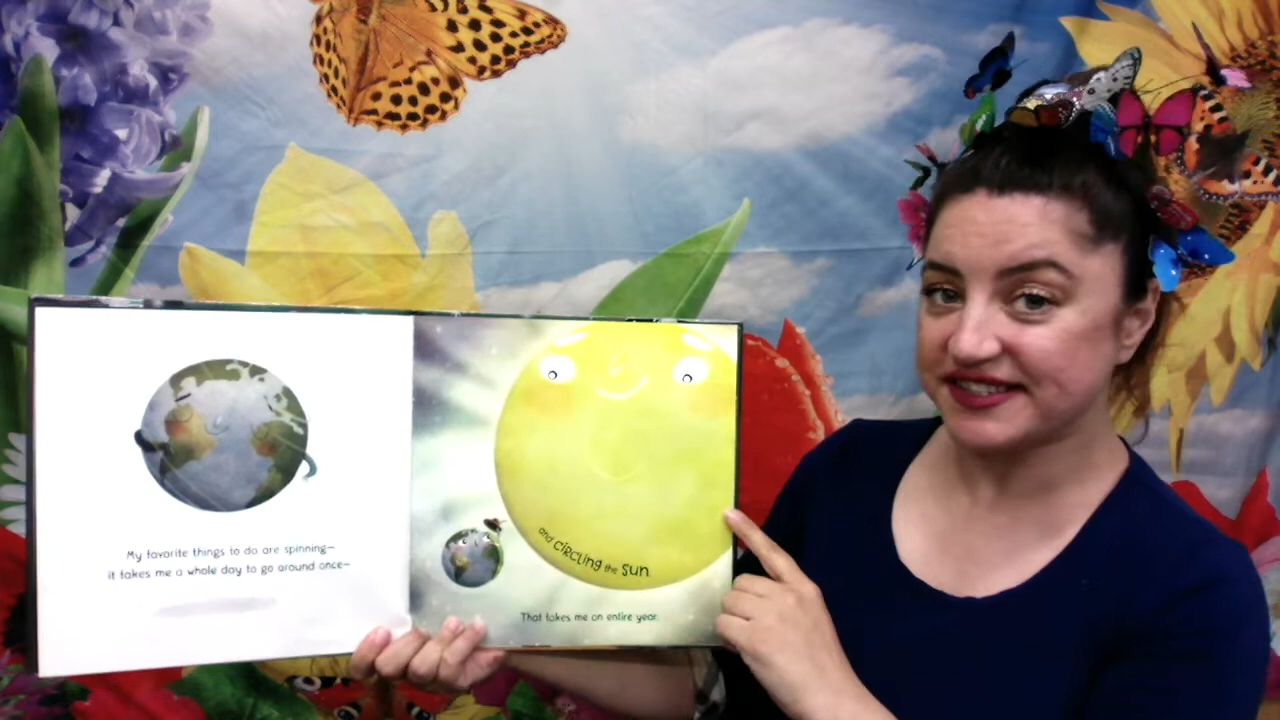 My favorite things to do are spinning—
it takes me a whole day to go around once—
and circling the sun.
That takes me an entire year.